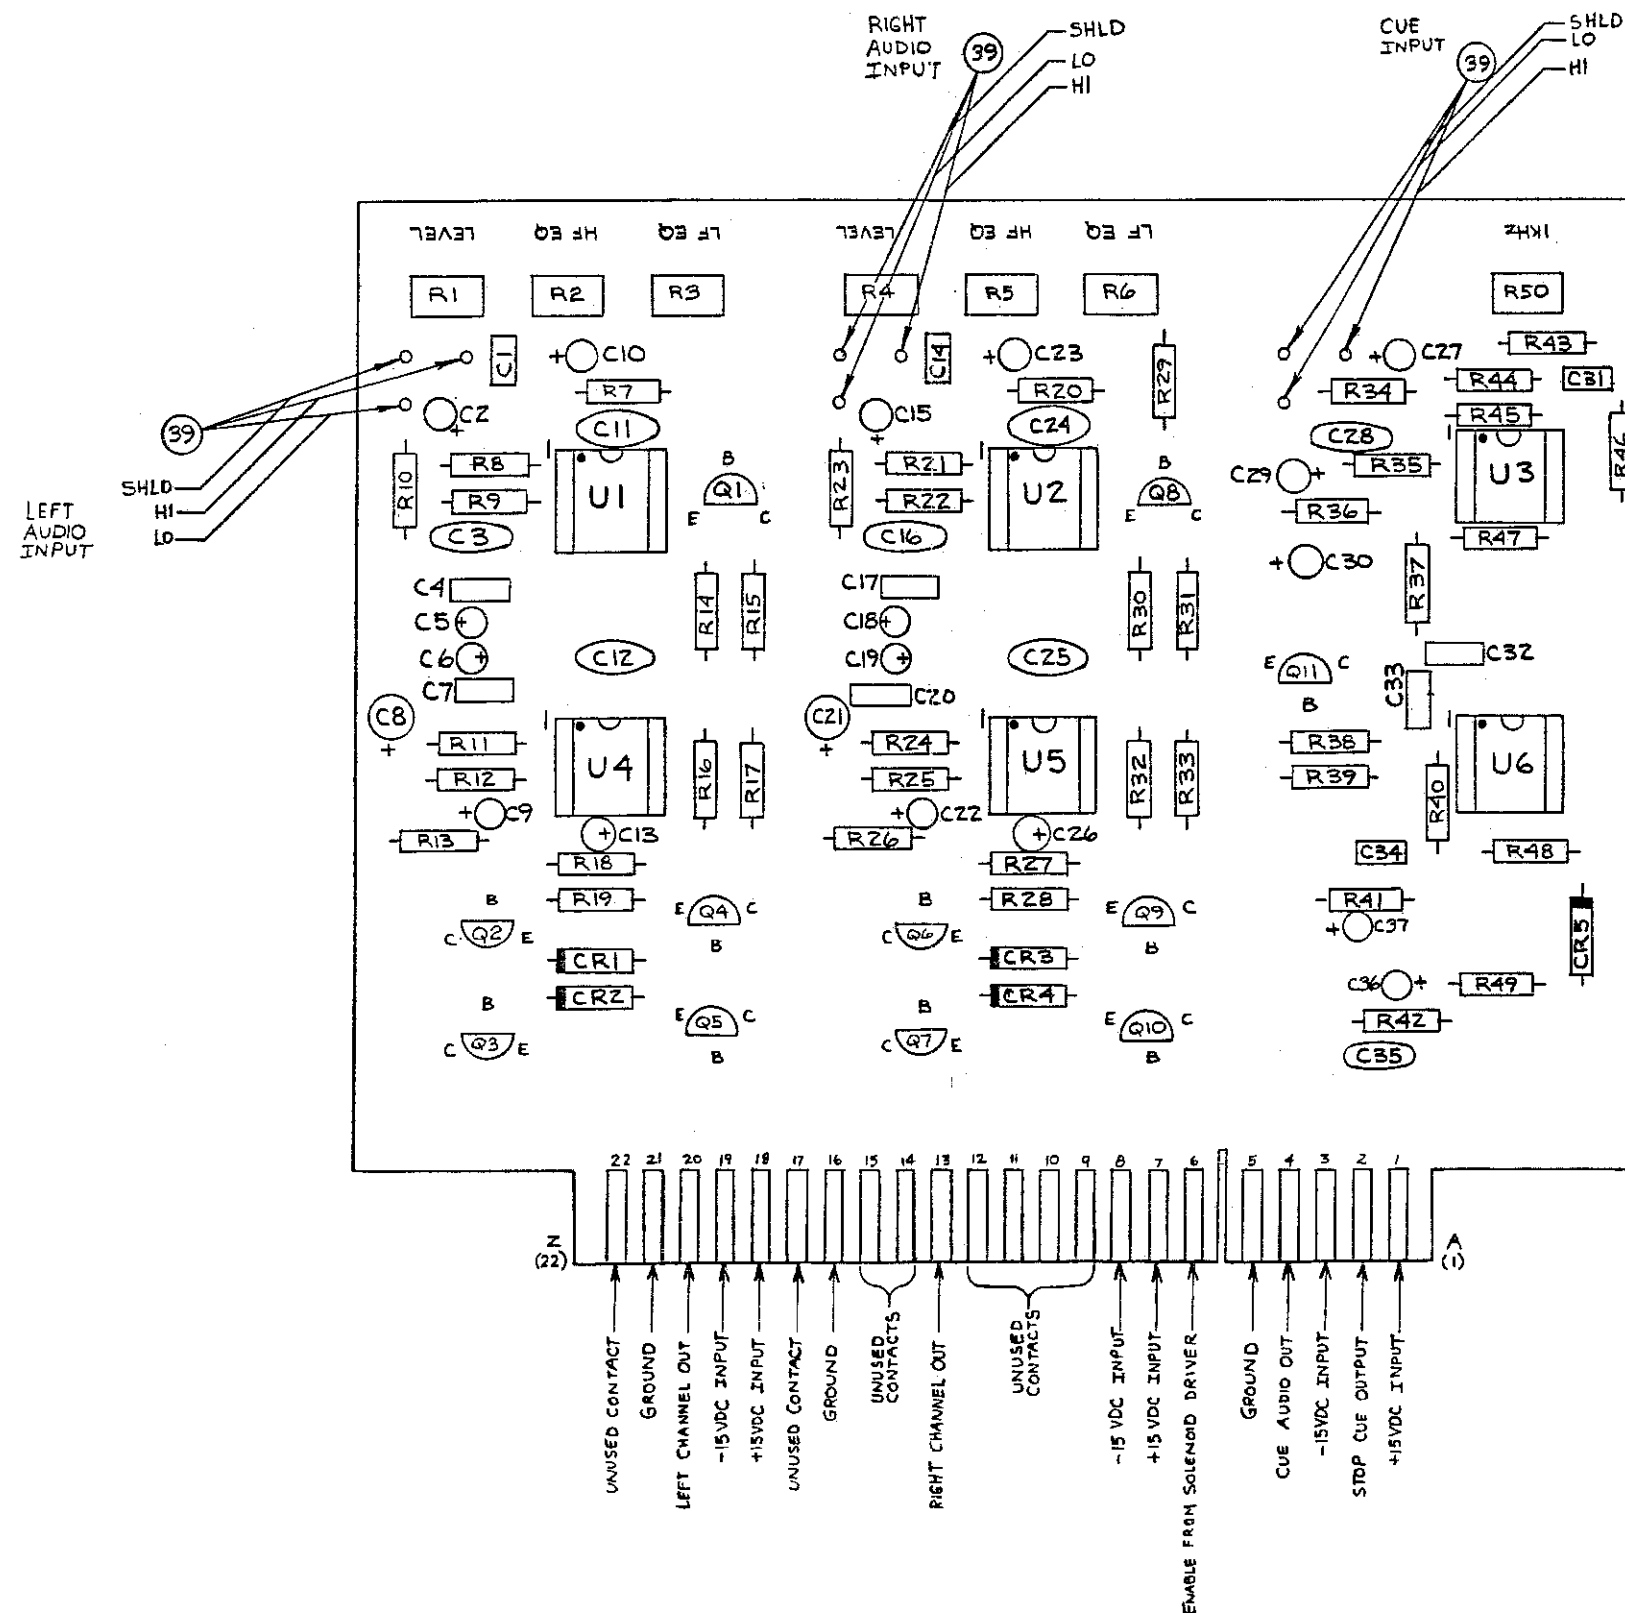 RIGHT
AUDIO
INPUT
39
SHLD
LO
HI
CUE
INPUT
39
SHLD
LO
HI
LEVEL
HF EQ
LF EQ
LEVEL
HF EQ
LF EQ
1KHZ
R1
R2
R3
R4
R5
R6
R50
C1
+
C10
R7
C2
+
C11
R10
R8
R9
C3
1
U1
B
Q1
E
C
C4
C5
+
C6
+
C7
C8
+
R14
R15
C12
R11
R12
+
C9
R13
1
U4
R16
R17
+
C13
R18
R19
B
C
Q2
E
E
Q4
C
B
CR1
CR2
B
C
Q3
E
E
Q5
C
B
39
SHLD
HI
LO
LEFT
AUDIO
INPUT
C14
+
C23
R20
R29
C15
+
C24
R23
R21
R22
C16
1
U2
B
Q8
E
C
C17
C18
+
C19
+
C20
C21
+
R30
R31
C25
R24
R25
+
C22
R26
1
U5
R32
R33
+
C26
R27
R28
B
C
Q6
E
E
Q9
C
B
CR3
CR4
B
C
Q7
E
E
Q10
C
B
+
C27
R43
R34
R44
C31
R45
R46
C28
1
U3
C29
+
R35
R36
R47
+
C30
R37
C32
E
Q11
C
B
C33
1
U6
R38
R39
R40
C34
R48
R41
+
C37
CR5
C36
+
R49
R42
C35
22
21
20
19
18
17
16
15
14
13
12
11
10
9
8
7
6
5
4
3
2
1
Z
(22)
A
(1)
UNUSED CONTACT
GROUND
LEFT CHANNEL OUT
-15VDC INPUT
+15VDC INPUT
UNUSED CONTACT
GROUND
UNUSED
CONTACTS
RIGHT CHANNEL OUT
UNUSED
CONTACTS
-15VDC INPUT
+15VDC INPUT
ENABLE FROM SOLENOID DRIVER
GROUND
CUE AUDIO OUT
-15VDC INPUT
STOP CUE OUTPUT
+15VDC INPUT